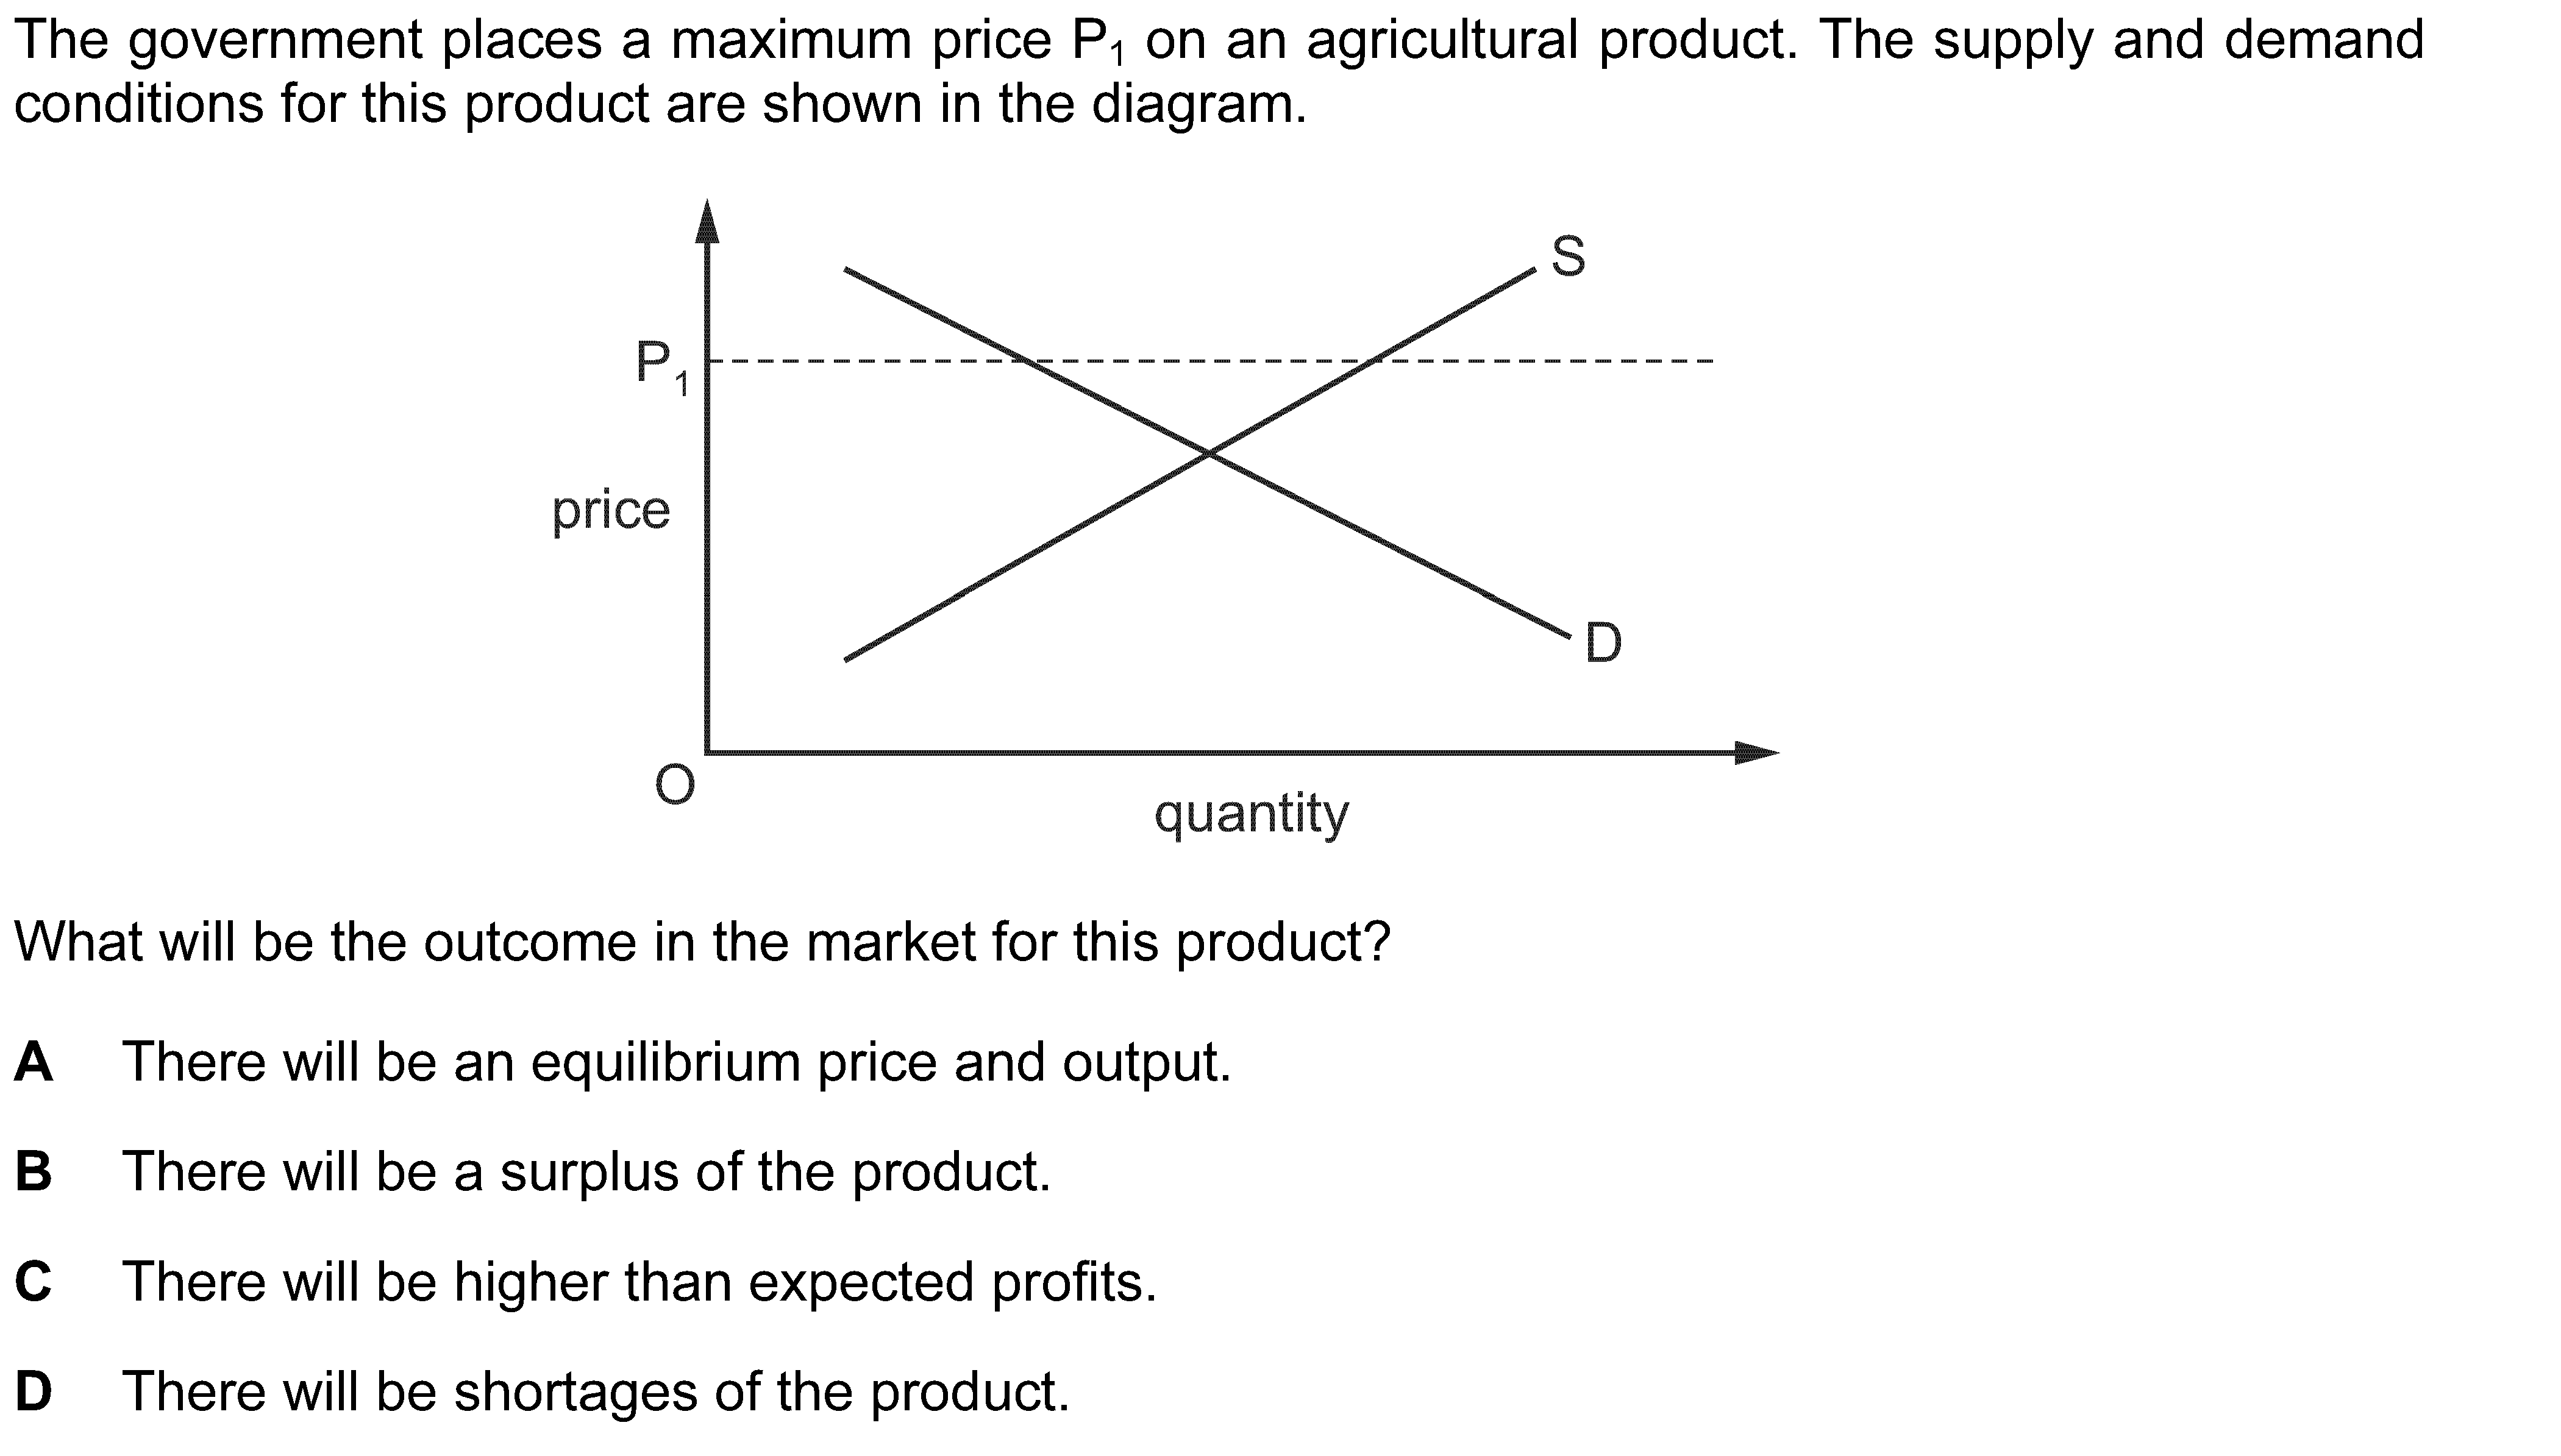 The government places a maximum price P₁ on an agricultural product. The supply and demand
conditions for this product are shown in the diagram.
S
P₁
price
D
O
quantity
What will be the outcome in the market for this product?
A There will be an equilibrium price and output.
B There will be a surplus of the product.
C There will be higher than expected profits.
D There will be shortages of the product.